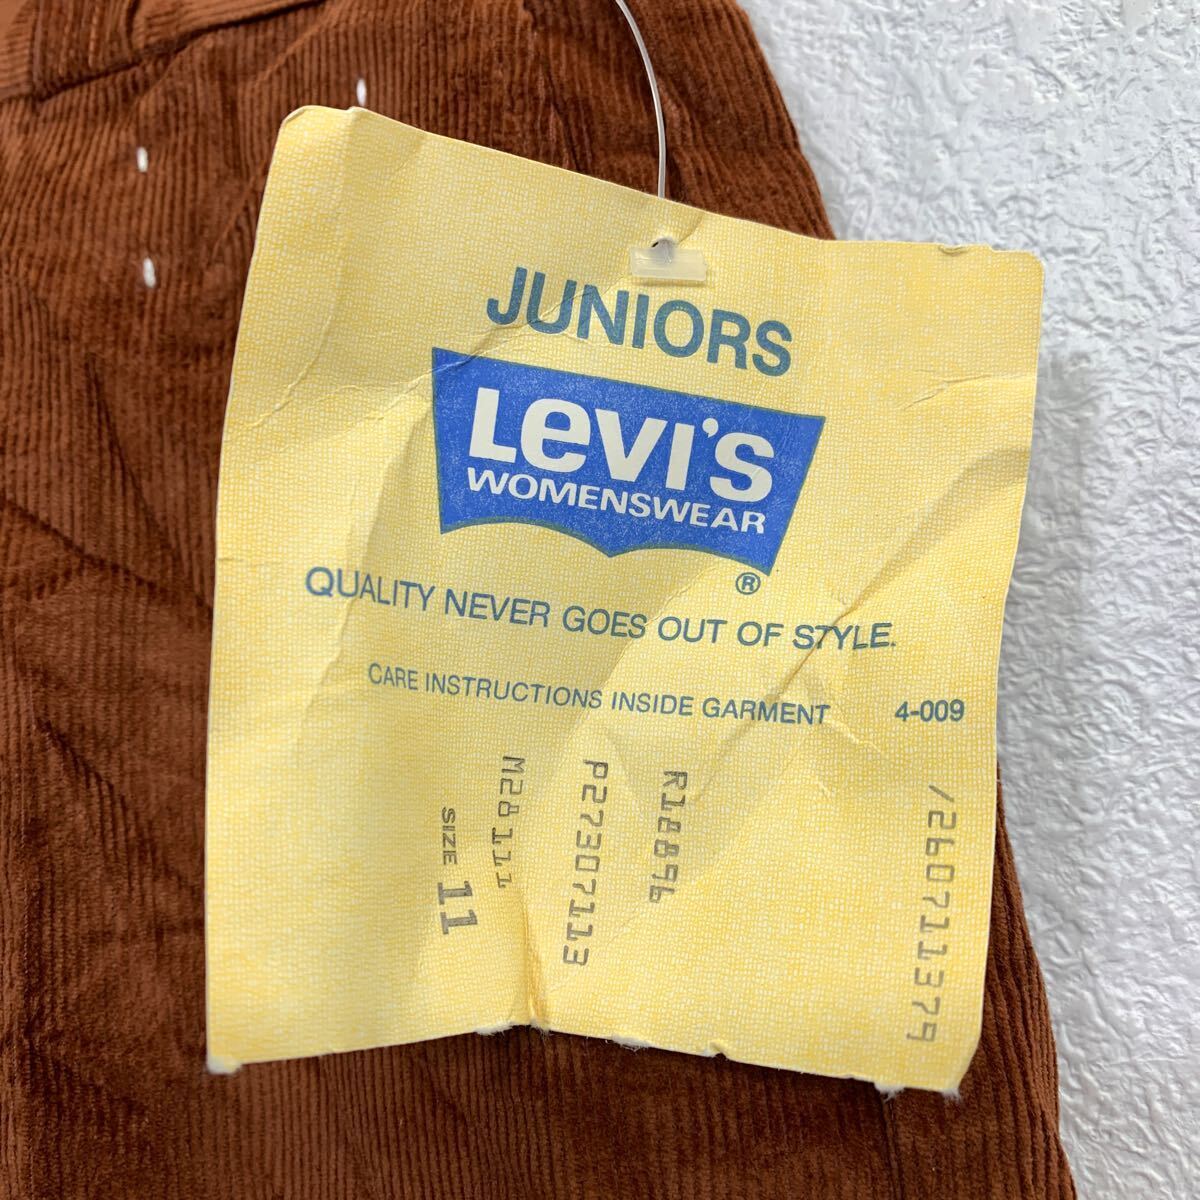 JUNIORS
Levi's
WOMENSWEAR
®
QUALITY NEVER GOES OUT OF STYLE.
CARE INSTRUCTIONS INSIDE GARMENT 4-009
/260711379
R18896
P27307113
M28111
SIZE 11